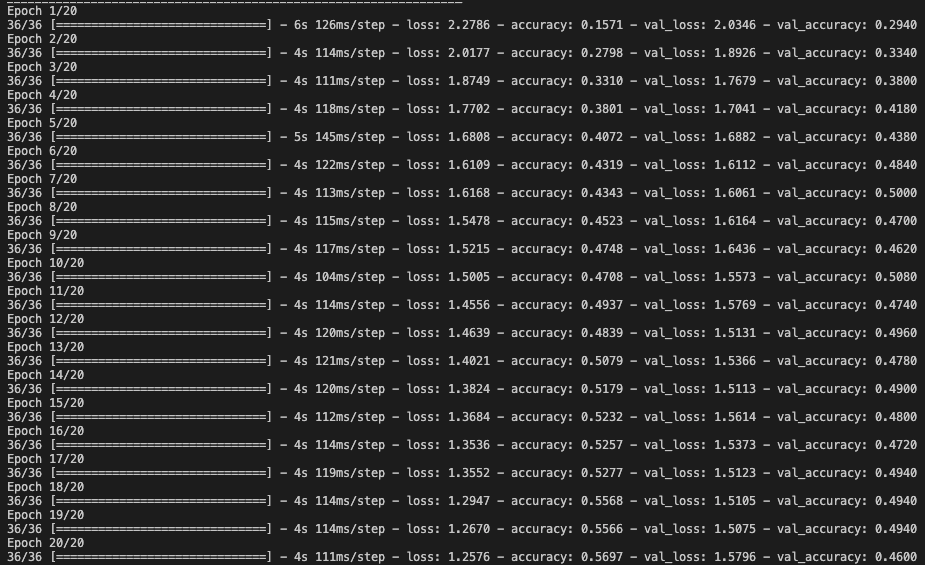 Epoch 1/20
36/36 [==============================] - 6s 126ms/step - loss: 2.2786 - accuracy: 0.1571 - val_loss: 2.0346 - val_accuracy: 0.2940
Epoch 2/20
36/36 [==============================] - 4s 114ms/step - loss: 2.0177 - accuracy: 0.2798 - val_loss: 1.8926 - val_accuracy: 0.3340
Epoch 3/20
36/36 [==============================] - 4s 111ms/step - loss: 1.8749 - accuracy: 0.3310 - val_loss: 1.7679 - val_accuracy: 0.3800
Epoch 4/20
36/36 [==============================] - 4s 118ms/step - loss: 1.7702 - accuracy: 0.3801 - val_loss: 1.7041 - val_accuracy: 0.4180
Epoch 5/20
36/36 [==============================] - 5s 145ms/step - loss: 1.6808 - accuracy: 0.4072 - val_loss: 1.6882 - val_accuracy: 0.4380
Epoch 6/20
36/36 [==============================] - 4s 122ms/step - loss: 1.6109 - accuracy: 0.4319 - val_loss: 1.6112 - val_accuracy: 0.4840
Epoch 7/20
36/36 [==============================] - 4s 113ms/step - loss: 1.6168 - accuracy: 0.4343 - val_loss: 1.6061 - val_accuracy: 0.5000
Epoch 8/20
36/36 [==============================] - 4s 115ms/step - loss: 1.5478 - accuracy: 0.4523 - val_loss: 1.6164 - val_accuracy: 0.4700
Epoch 9/20
36/36 [==============================] - 4s 117ms/step - loss: 1.5215 - accuracy: 0.4748 - val_loss: 1.6436 - val_accuracy: 0.4620
Epoch 10/20
36/36 [==============================] - 4s 104ms/step - loss: 1.5005 - accuracy: 0.4708 - val_loss: 1.5573 - val_accuracy: 0.5080
Epoch 11/20
36/36 [==============================] - 4s 114ms/step - loss: 1.4556 - accuracy: 0.4937 - val_loss: 1.5769 - val_accuracy: 0.4740
Epoch 12/20
36/36 [==============================] - 4s 120ms/step - loss: 1.4639 - accuracy: 0.4839 - val_loss: 1.5131 - val_accuracy: 0.4960
Epoch 13/20
36/36 [==============================] - 4s 121ms/step - loss: 1.4021 - accuracy: 0.5079 - val_loss: 1.5366 - val_accuracy: 0.4780
Epoch 14/20
36/36 [==============================] - 4s 120ms/step - loss: 1.3824 - accuracy: 0.5179 - val_loss: 1.5113 - val_accuracy: 0.4900
Epoch 15/20
36/36 [==============================] - 4s 112ms/step - loss: 1.3684 - accuracy: 0.5232 - val_loss: 1.5614 - val_accuracy: 0.4800
Epoch 16/20
36/36 [==============================] - 4s 114ms/step - loss: 1.3536 - accuracy: 0.5257 - val_loss: 1.5373 - val_accuracy: 0.4720
Epoch 17/20
36/36 [==============================] - 4s 119ms/step - loss: 1.3552 - accuracy: 0.5277 - val_loss: 1.5123 - val_accuracy: 0.4940
Epoch 18/20
36/36 [==============================] - 4s 114ms/step - loss: 1.2947 - accuracy: 0.5568 - val_loss: 1.5105 - val_accuracy: 0.4940
Epoch 19/20
36/36 [==============================] - 4s 114ms/step - loss: 1.2670 - accuracy: 0.5566 - val_loss: 1.5075 - val_accuracy: 0.4940
Epoch 20/20
36/36 [==============================] - 4s 111ms/step - loss: 1.2576 - accuracy: 0.5697 - val_loss: 1.5796 - val_accuracy: 0.4600